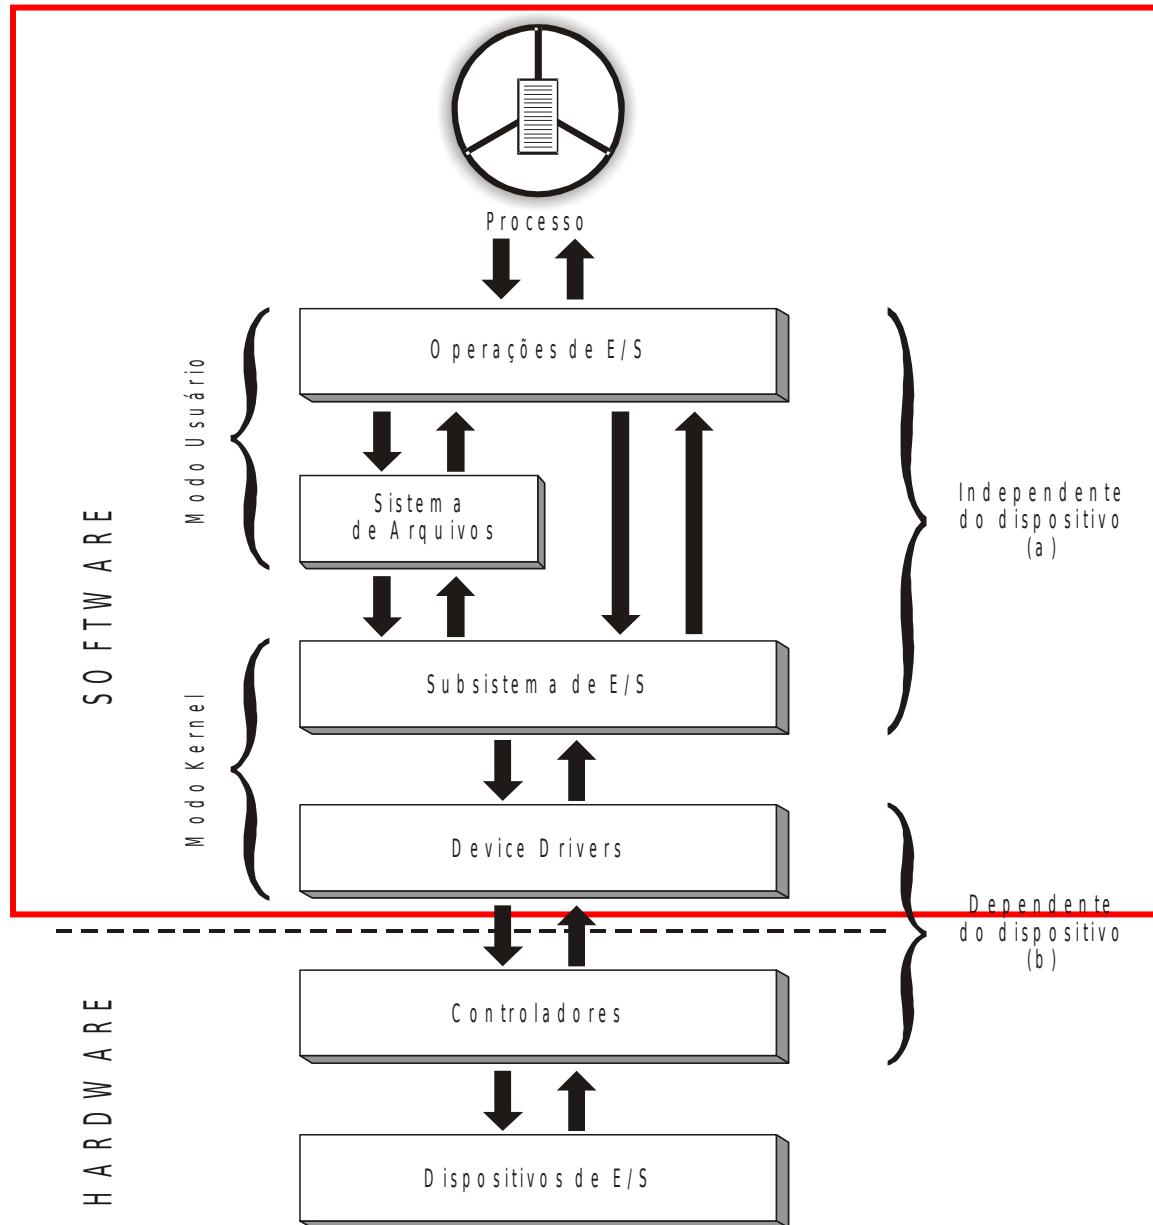 Processo
Operações de E/S
Modo Usuário
Sistema
de Arquivos
Independente
do dispositivo
(a)
SOFTWARE
Subsistema de E/S
Modo Kernel
Device Drivers
Dependente
do dispositivo
(b)
Controladores
HARDWARE
Dispositivos de E/S